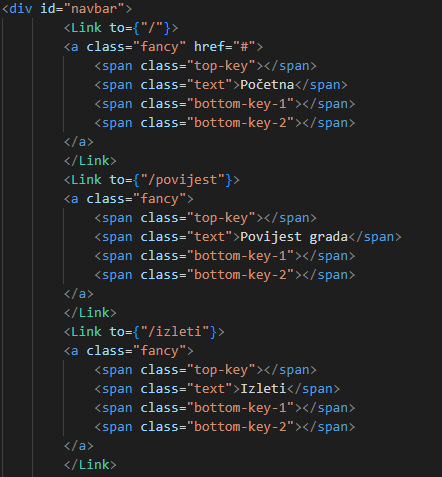 <div id="navbar">
<Link to={"/"}>
<a class="fancy" href="#">
<span class="top-key"></span>
<span class="text">Početna</span>
<span class="bottom-key-1"></span>
<span class="bottom-key-2"></span>
</a>
</Link>
<Link to={"/povijest"}>
<a class="fancy">
<span class="top-key"></span>
<span class="text">Povijest grada</span>
<span class="bottom-key-1"></span>
<span class="bottom-key-2"></span>
</a>
</Link>
<Link to={"/izleti"}>
<a class="fancy">
<span class="top-key"></span>
<span class="text">Izleti</span>
<span class="bottom-key-1"></span>
<span class="bottom-key-2"></span>
</a>
</Link>